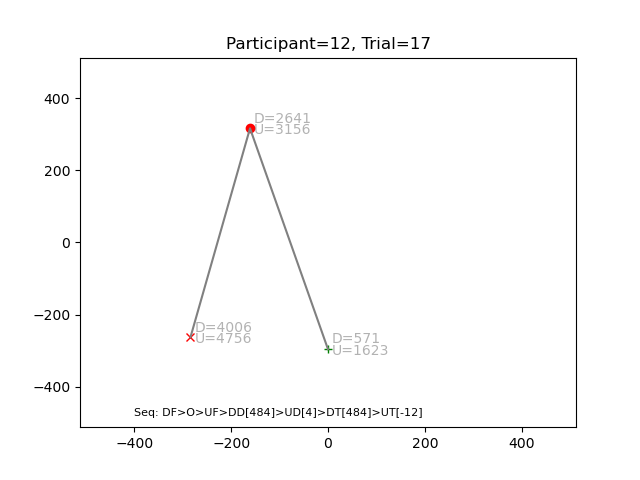 Participant=12, Trial=17
400
200
0
−200
−400
D=2641
U=3156
D=4006
U=4756
D=571
U=1623
Seq: DF>O>UF>DD[484]>UD[4]>DT[484]>UT[-12]
−400
−200
0
200
400